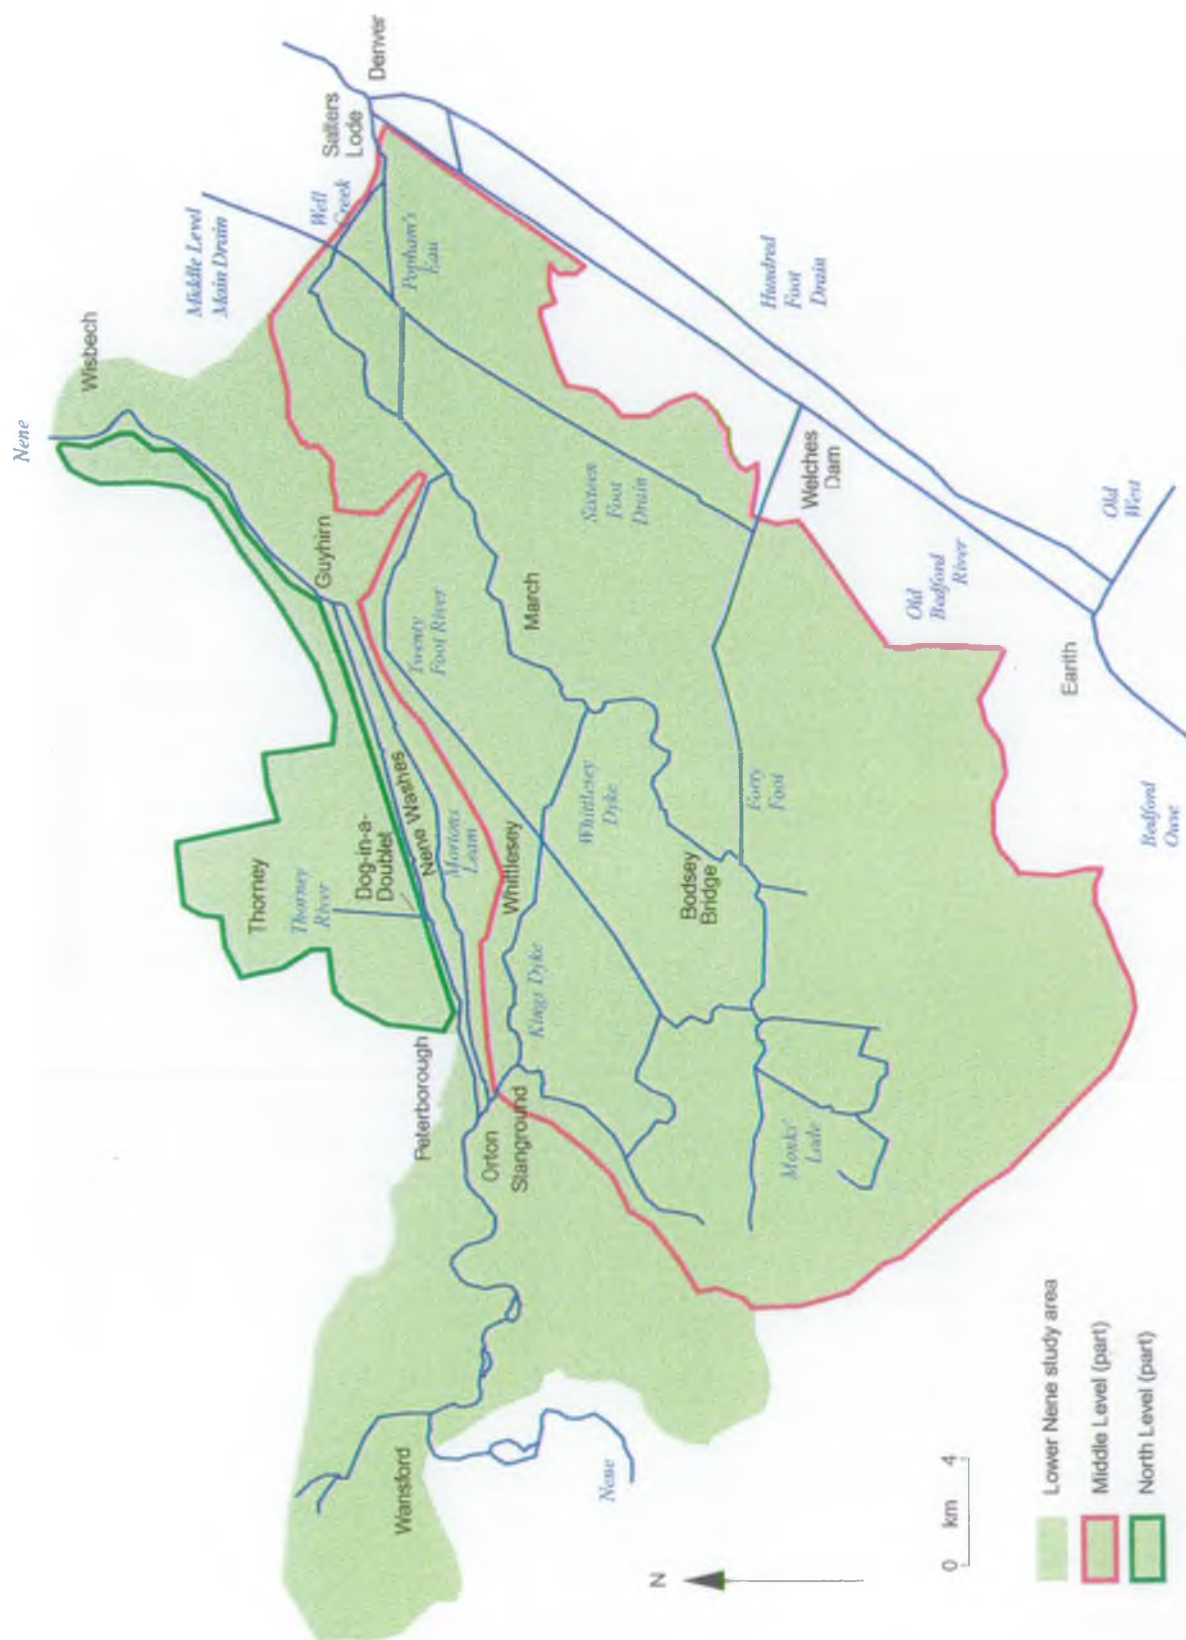 Nene
Wisbech
Middle Level
Main Drain
Well
Creek
Salters
Lode
Denver
Popham's
Eau
Guyhirn
Thorney
Thorney
River
Dog-in-a-
Doublet
Nene Washes
Mortons
Leam
Twenty
Foot River
Peterborough
Wansford
Orton
Stanground
Whittlesey
Kings Dyke
March
Whittlesey
Dyke
Sixteen
Foot
Drain
Nene
Bodsey
Bridge
Forty
Foot
Hundred
Foot
Drain
Welches
Dam
Monks'
Lode
Old
Bedford
River
Old
West
Earith
Bedford
Ouse
N
0 km 4
Lower Nene study area
Middle Level (part)
North Level (part)